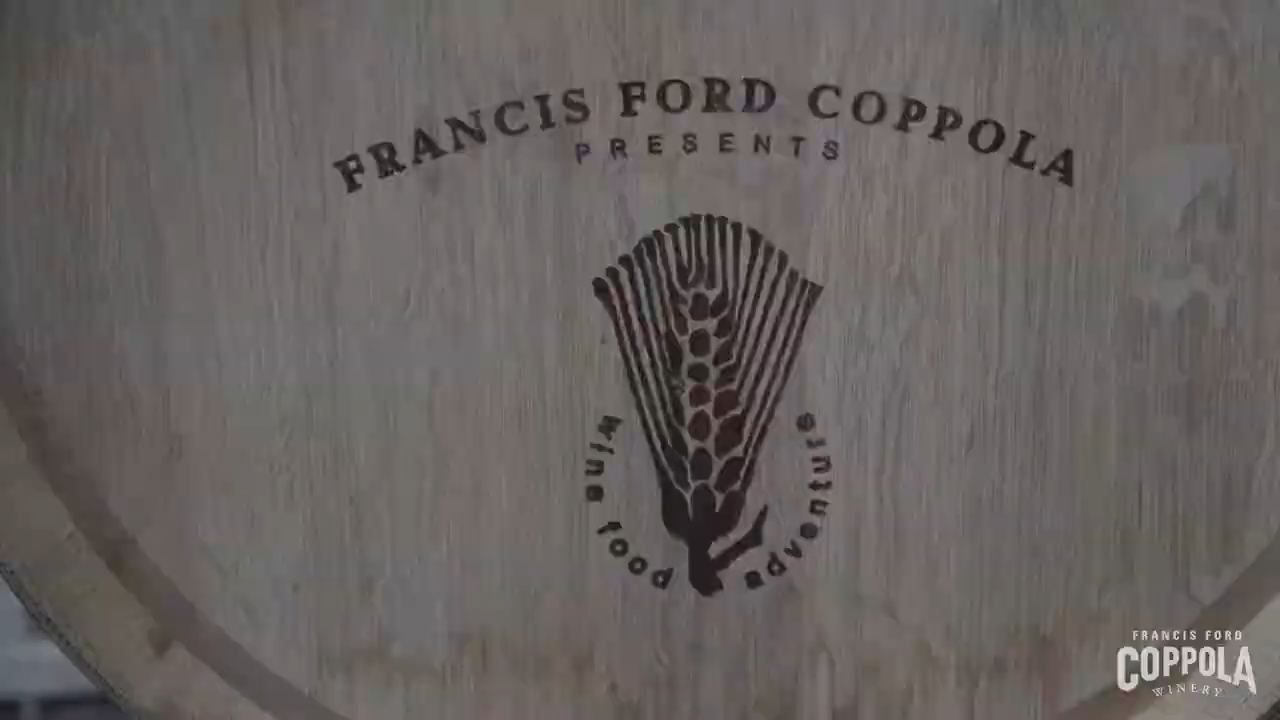 FRANCIS FORD COPPOLA
PRESENTS
wine food adventure
FRANCIS FORD
COPPOLA
WINERY